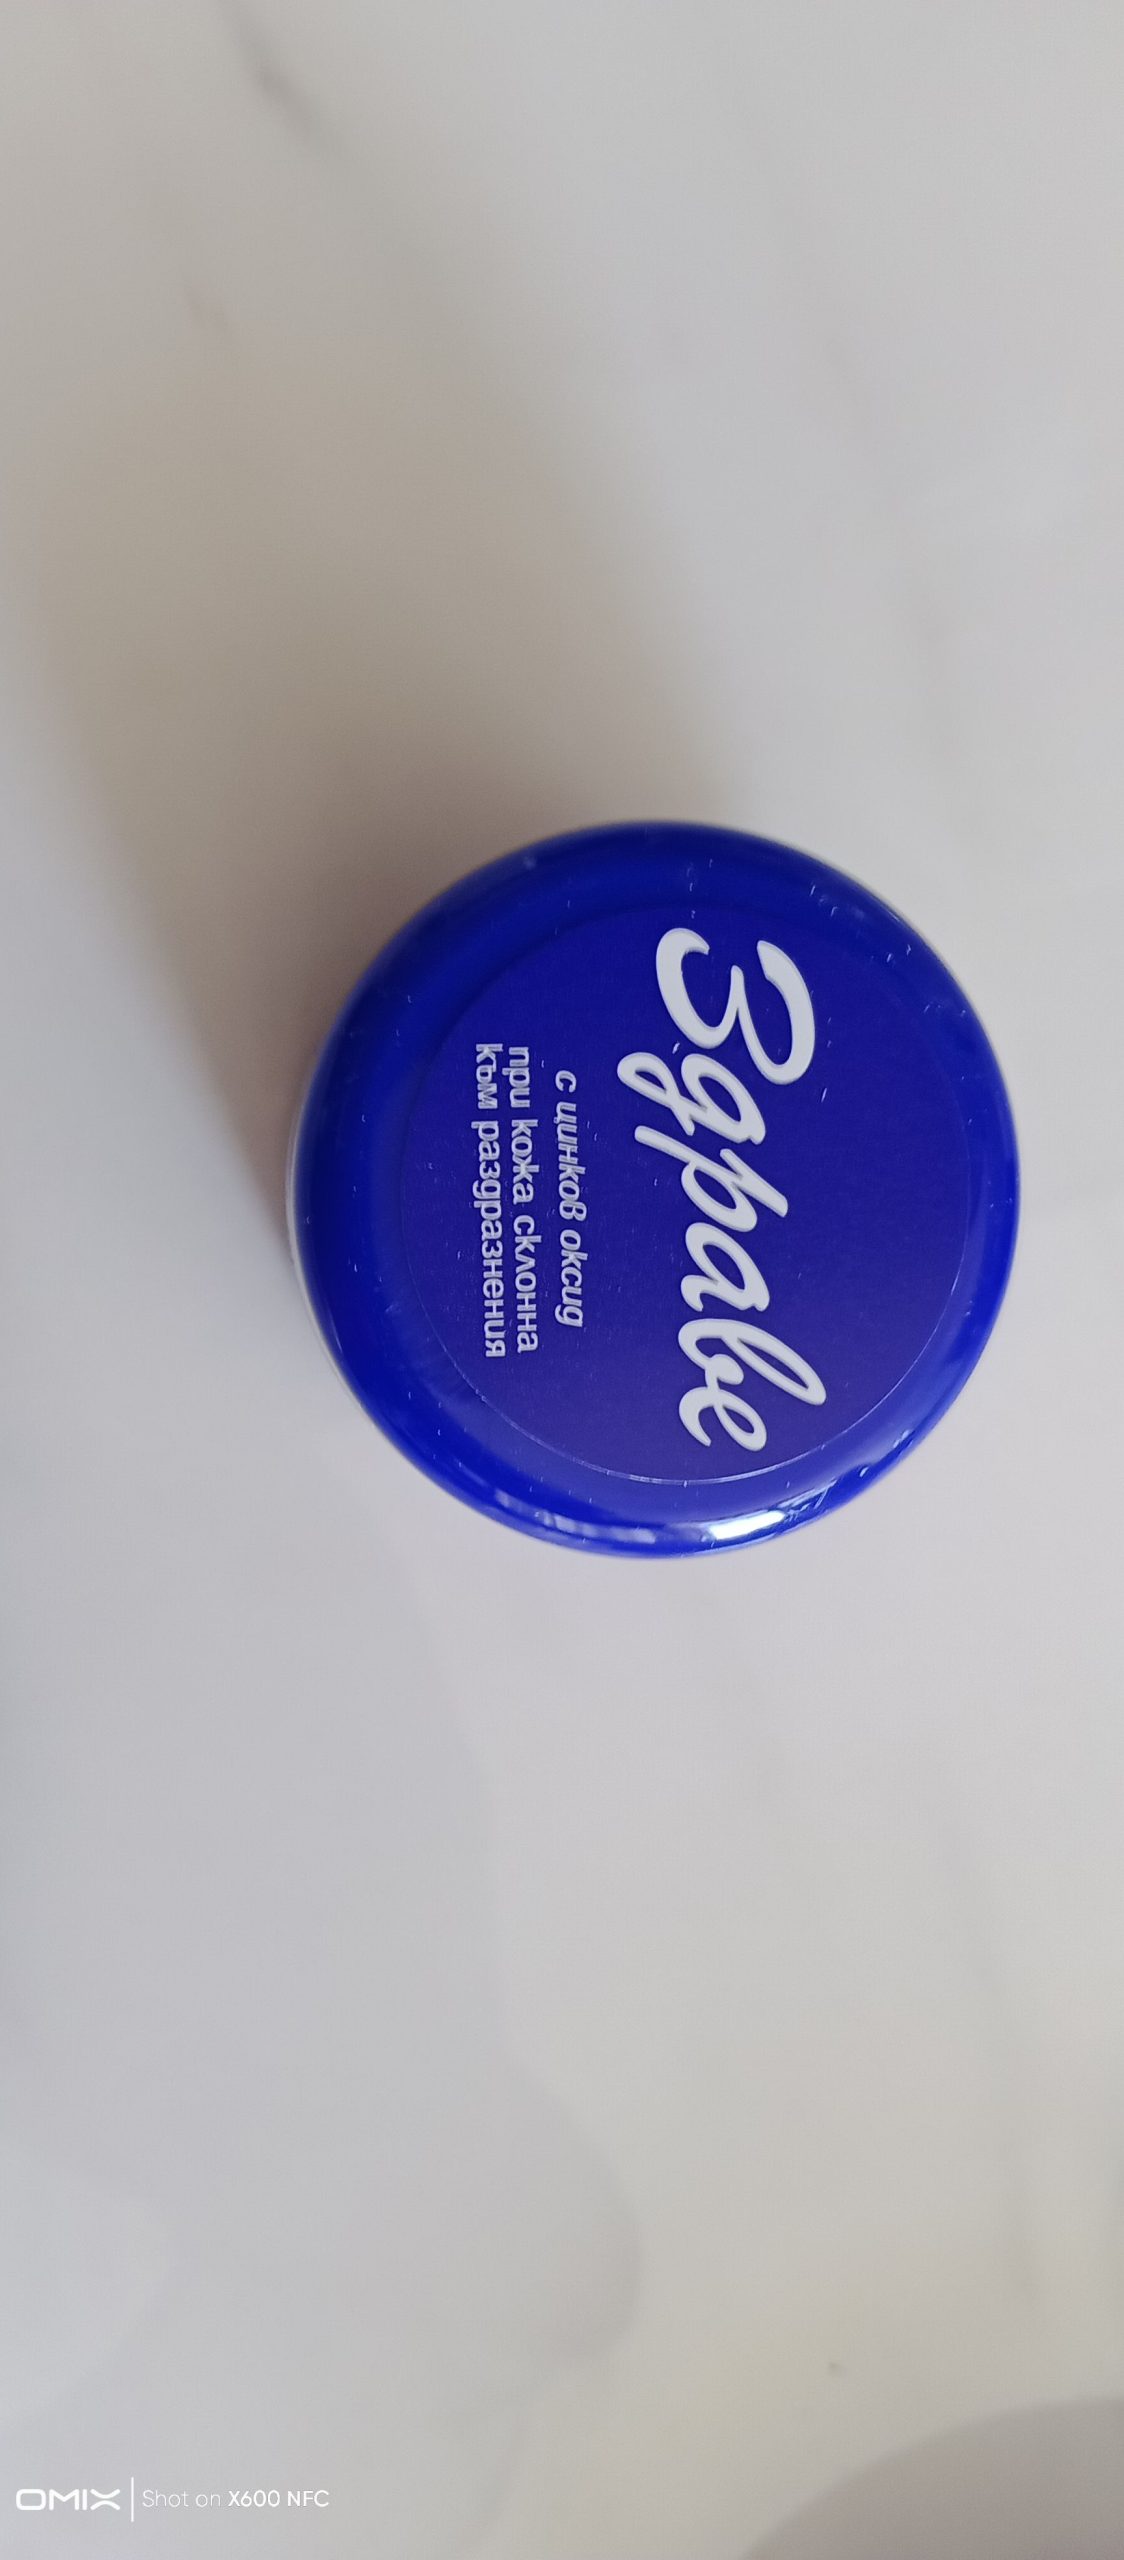 Здраве
с цинков оксид
при кожа склонна
към раздразнения
OMIX Shot on X600 NFC